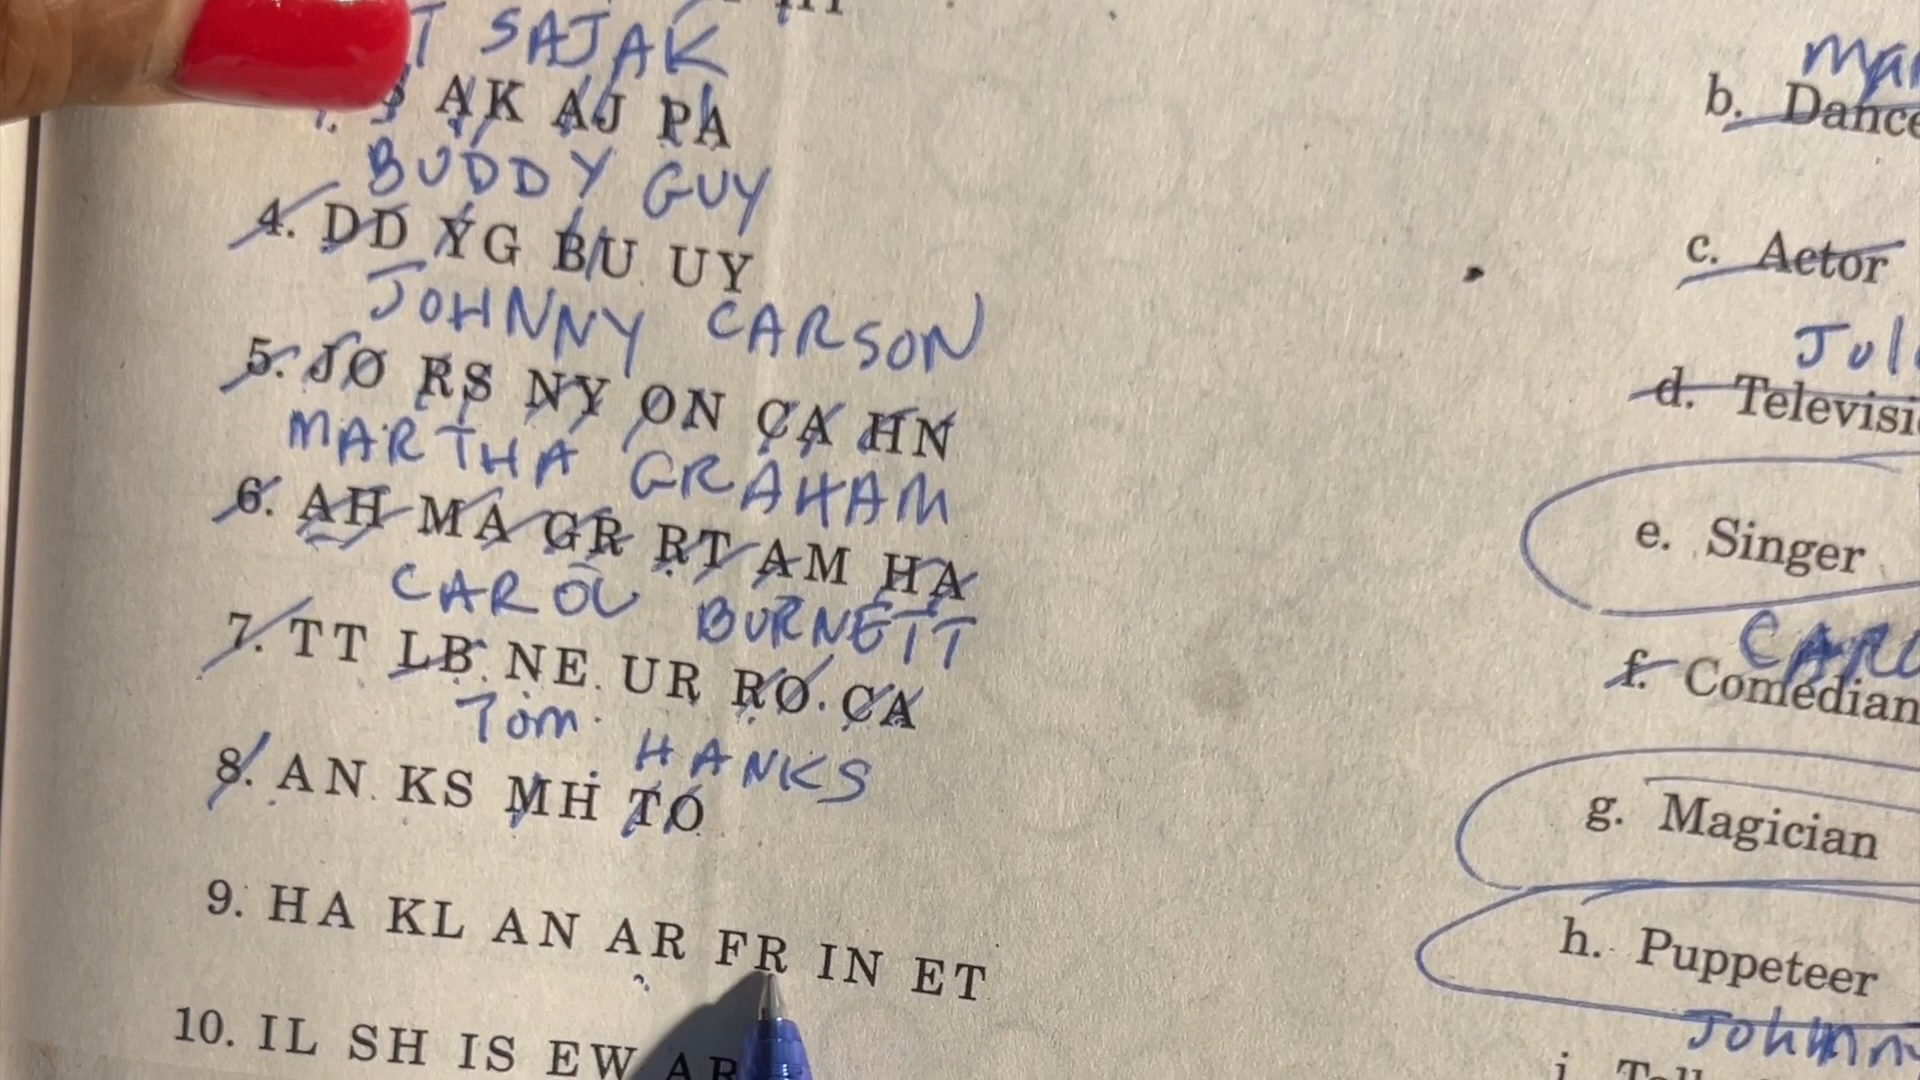 T SAJAK
S AK AJ PA
BUDDY GUY
4. DD YG BU UY
JOHNNY CARSON
5. JO RS NY ON CA HN
MARTHA GRAHAM
6. AH MA GR RT AM HA
CAROL BURNETT
7. TT LB NE UR RO CA
Tom HANKS
8. AN KS MH TO
9. HA KL AN AR FR IN ET
10. IL SH IS EW AR
b. Dance
c. Actor
d. Televisi
e. Singer
CARO
f. Comedian
g. Magician
h. Puppeteer
Johnny